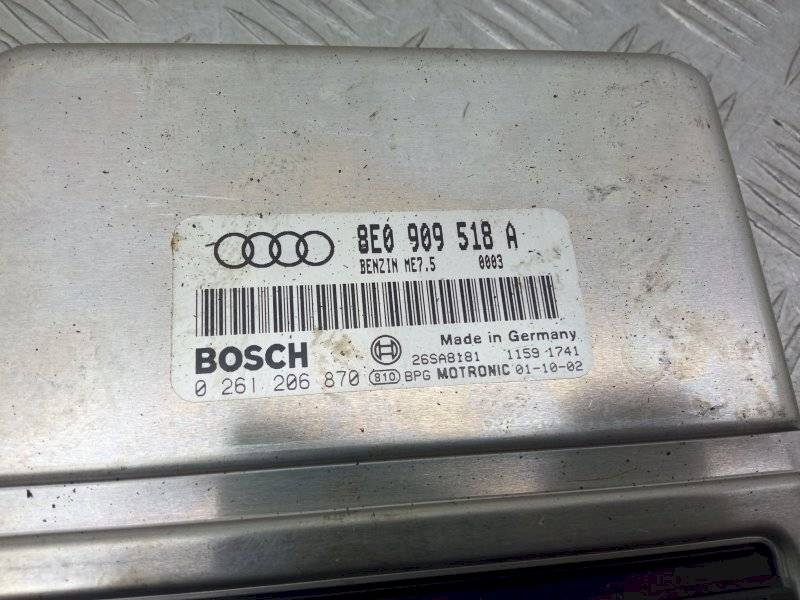 8E0 909 518 A
BENZIN ME7.5 0003
Made in Germany
BOSCH 26SA8181 1159 1741
0 261 206 870 810 BPG MOTRONIC 01-10-02